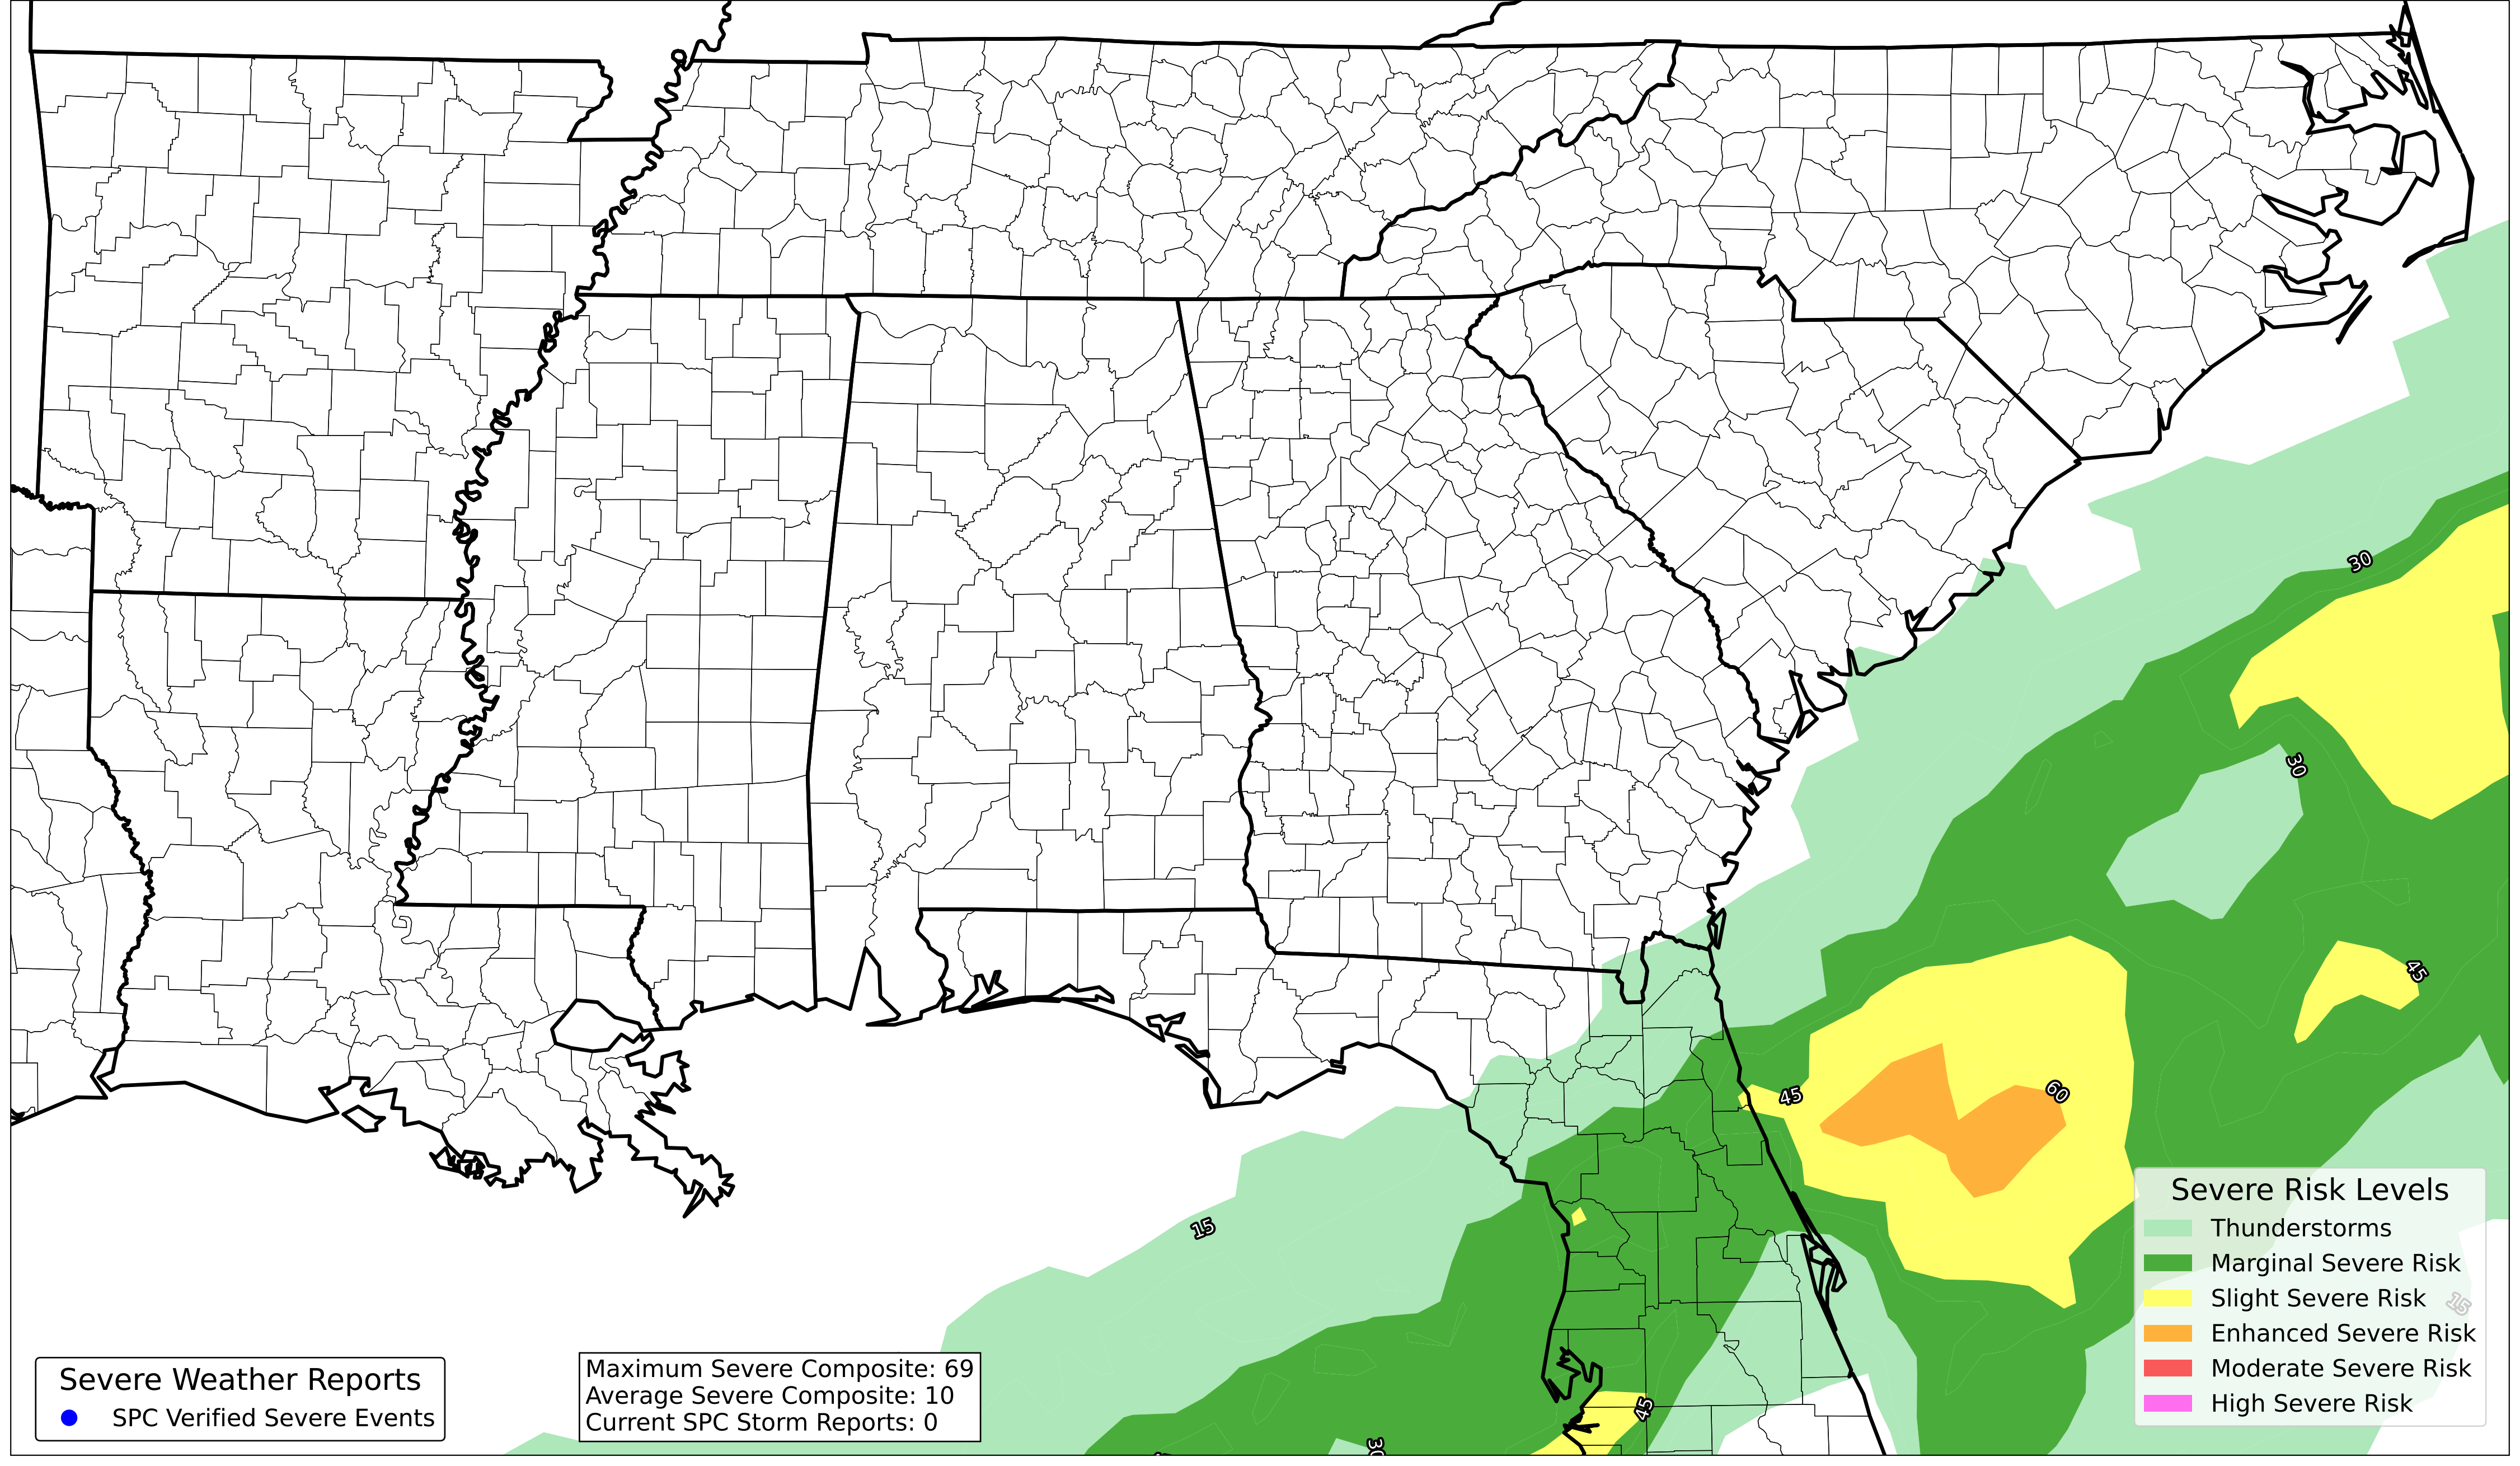 30
30
45
45
60
15
45
30
15
Severe Risk Levels
Thunderstorms
Marginal Severe Risk
Slight Severe Risk
Enhanced Severe Risk
Moderate Severe Risk
High Severe Risk
Severe Weather Reports
SPC Verified Severe Events
Maximum Severe Composite: 69
Average Severe Composite: 10
Current SPC Storm Reports: 0